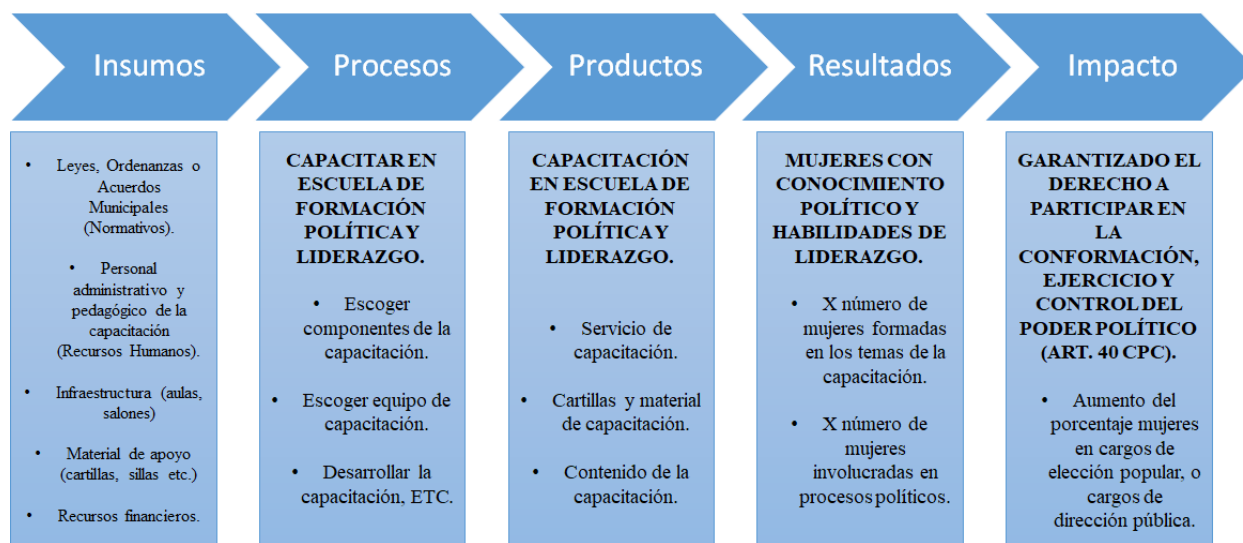 Insumos
Procesos
Productos
Resultados
Impacto
• Leyes, Ordenanzas o
Acuerdos
Municipales
(Normativos).
• Personal
administrativo y
pedagógico de la
capacitación
(Recursos Humanos).
• Infraestructura (aulas,
salones)
• Material de apoyo
(cartillas, sillas etc.)
• Recursos financieros.
CAPACITAR EN
ESCUELA DE
FORMACIÓN
POLÍTICA Y
LIDERAZGO.
• Escoger
componentes de la
capacitación.
• Escoger equipo de
capacitación.
• Desarrollar la
capacitación, ETC.
CAPACITACIÓN
EN ESCUELA DE
FORMACIÓN
POLÍTICA Y
LIDERAZGO.
• Servicio de
capacitación.
• Cartillas y material
de capacitación.
• Contenido de la
capacitación.
MUJERES CON
CONOCIMIENTO
POLÍTICO Y
HABILIDADES DE
LIDERAZGO.
• X número de
mujeres formadas
en los temas de la
capacitación.
• X número de
mujeres
involucradas en
procesos políticos.
GARANTIZADO EL
DERECHO A
PARTICIPAR EN
LA
CONFORMACIÓN,
EJERCICIO Y
CONTROL DEL
PODER POLÍTICO
(ART. 40 CPC).
• Aumento del
porcentaje mujeres
en cargos de
elección popular, o
cargos de
dirección pública.